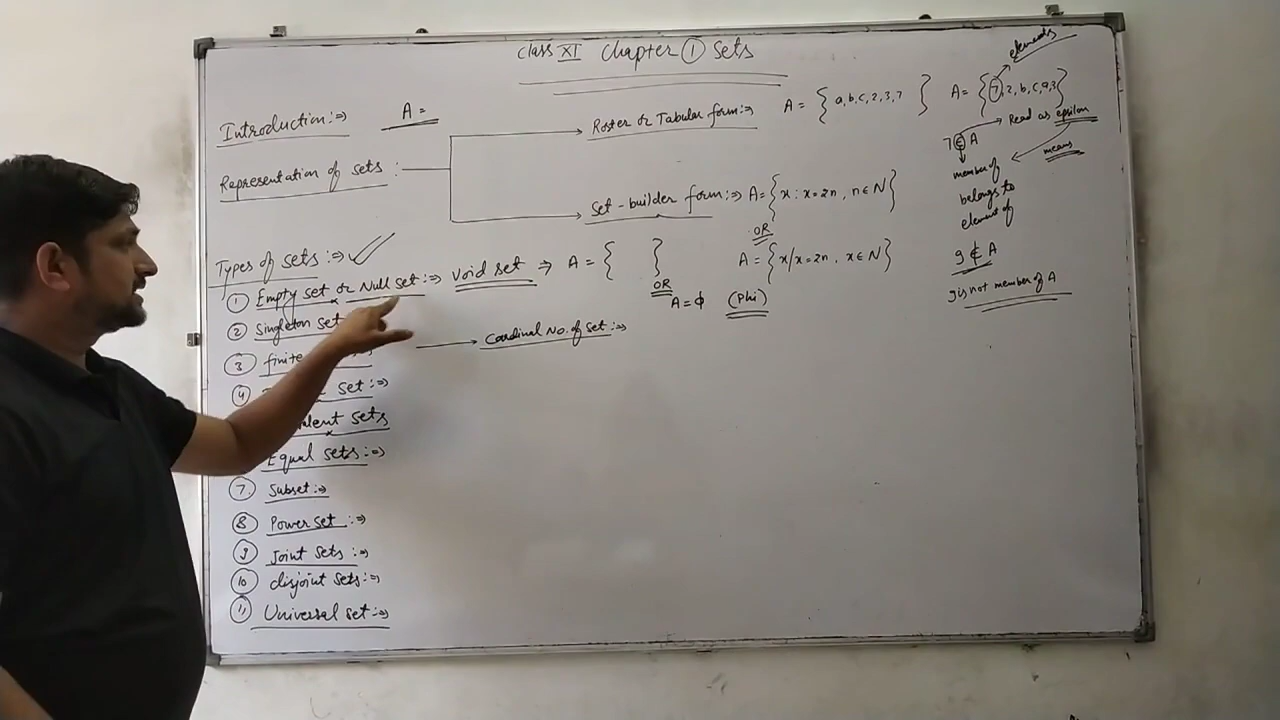 Class XI Chapter ① Sets
Introduction :⇒ A =
Representation of sets :
Roster or Tabular form :⇒ A = { a, b, c, 2, 3, 7 } A = { 7, 2, b, c, a, 3 }
elements
Read as epsilon
7 ∈ A
means
member of
belongs to
element of
Set-builder form :⇒ A = { x : x = 2n , n ∈ N }
OR
A = { x / x = 2n , x ∈ N }
9 ∉ A
9 is not member of A
Types of sets :⇒
① Empty set or Null set :⇒ Void set ⇒ A = { }
OR
A = ϕ (Phi)
② Singleton set
③ finite
Cardinal No. of set :⇒
④ set :⇒
Sets
Equal sets :⇒
⑦ Subset :⇒
⑧ Power set :⇒
⑨ Joint sets :⇒
⑩ disjoint sets :⇒
⑪ Universal set :⇒